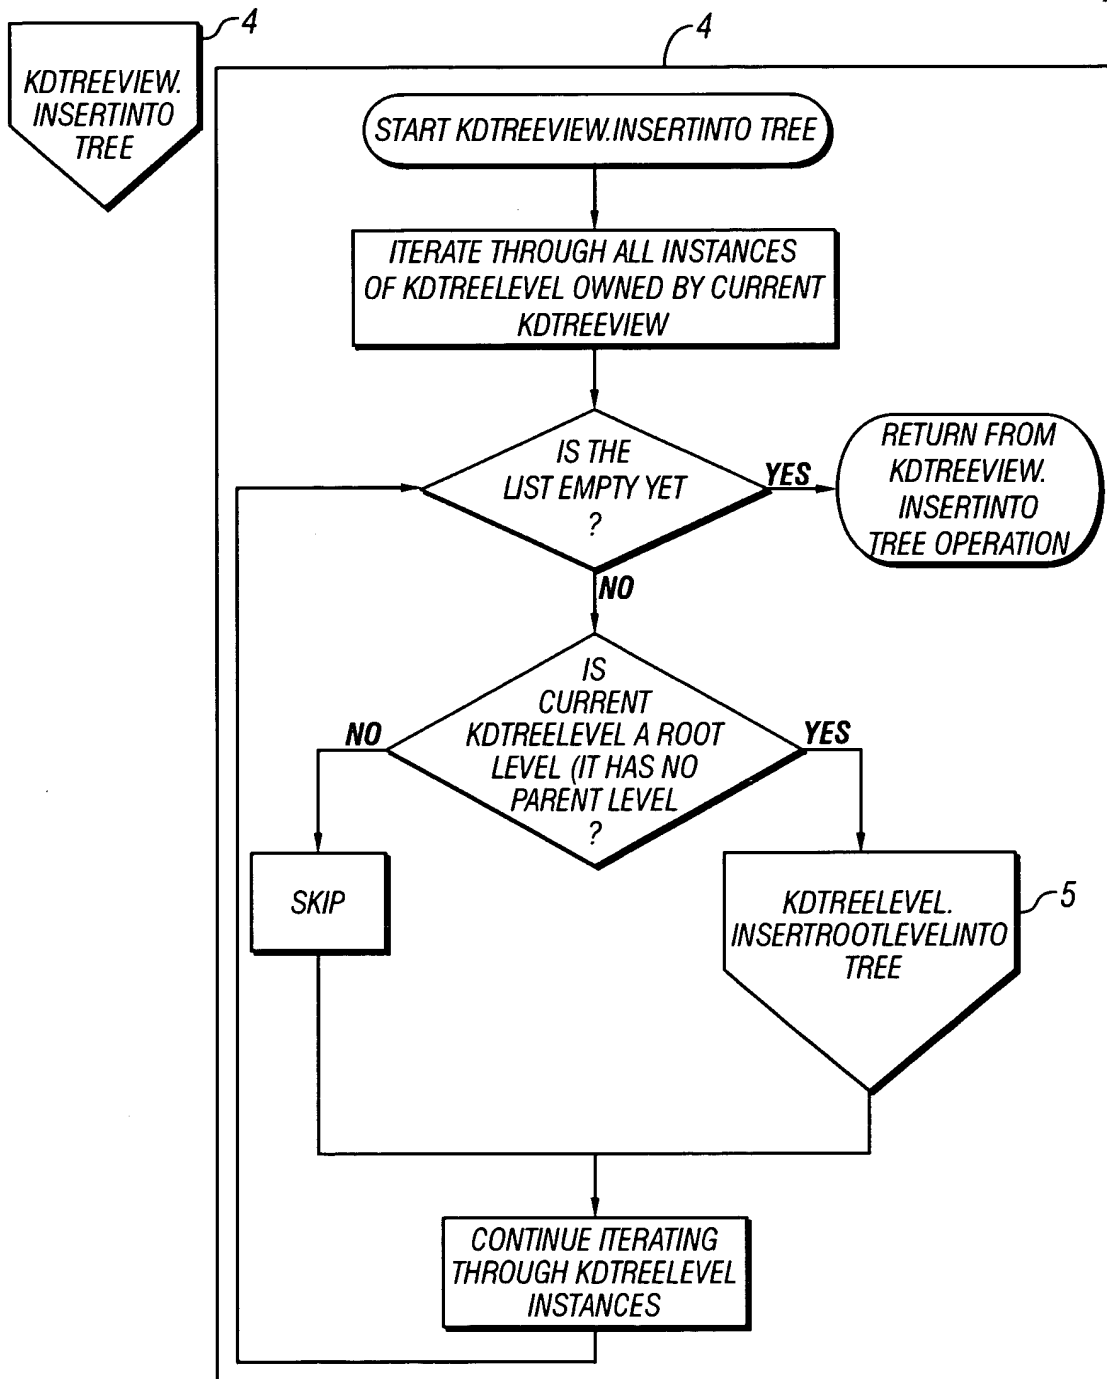 4
KDTREEVIEW.
INSERTINTO
TREE
4
START KDTREEVIEW.INSERTINTO TREE
ITERATE THROUGH ALL INSTANCES
OF KDTREELEVEL OWNED BY CURRENT
KDTREEVIEW
IS THE
LIST EMPTY YET
?
YES
RETURN FROM
KDTREEVIEW.
INSERTINTO
TREE OPERATION
NO
IS
CURRENT
KDTREELEVEL A ROOT
LEVEL (IT HAS NO
PARENT LEVEL
?
NO
YES
SKIP
KDTREELEVEL.
INSERTROOTLEVELINTO
TREE
5
CONTINUE ITERATING
THROUGH KDTREELEVEL
INSTANCES